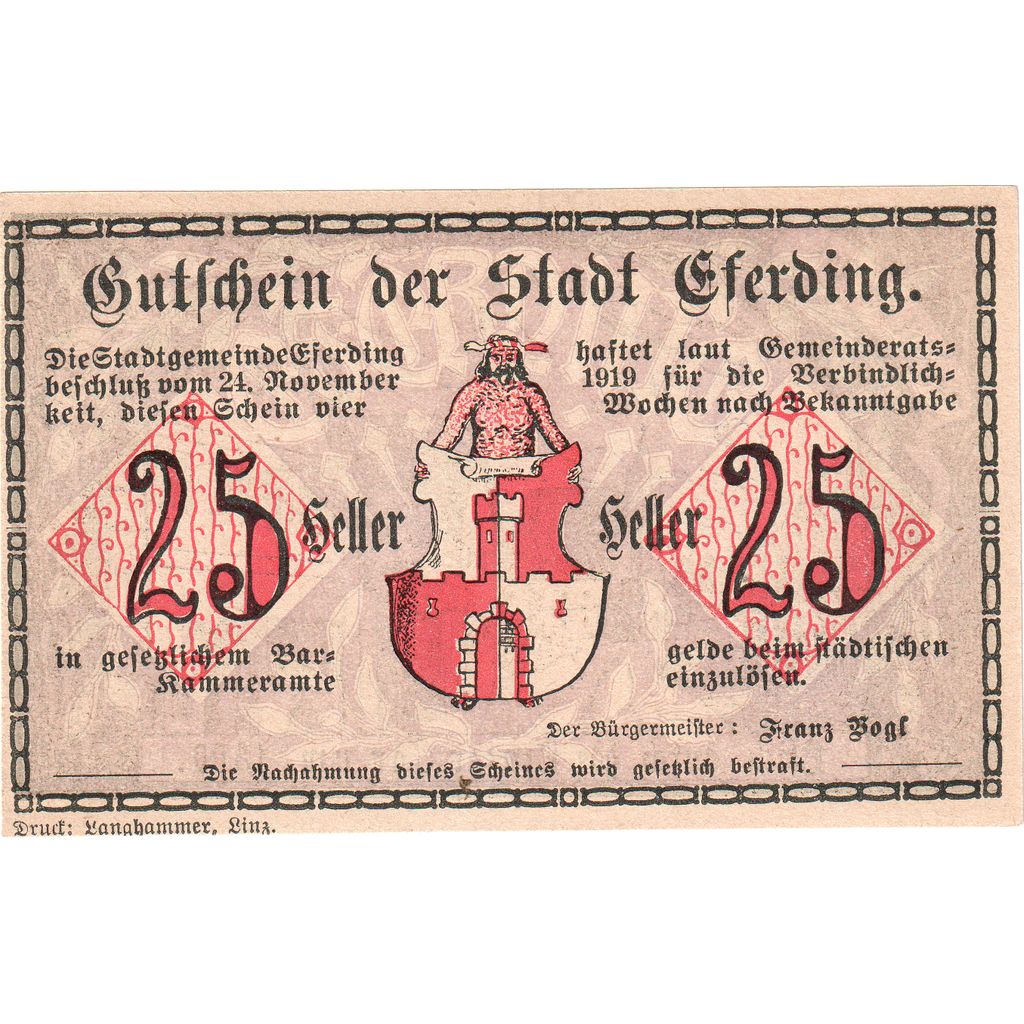 Gutschein der Stadt Eferding.
Die Stadtgemeinde Eferding haftet laut Gemeinderats-
beschluß vom 24. November 1919 für die Verbindlich-
keit, diesen Schein vier Wochen nach Bekanntgabe
25 Heller Heller 25
in gesetzlichem Bar- gelde beim städtischen
Kammeramte einzulösen.
Der Bürgermeister: Franz Vogl
Die Nachahmung dieses Scheines wird gesetzlich bestraft.
Druck: Langhammer, Linz.